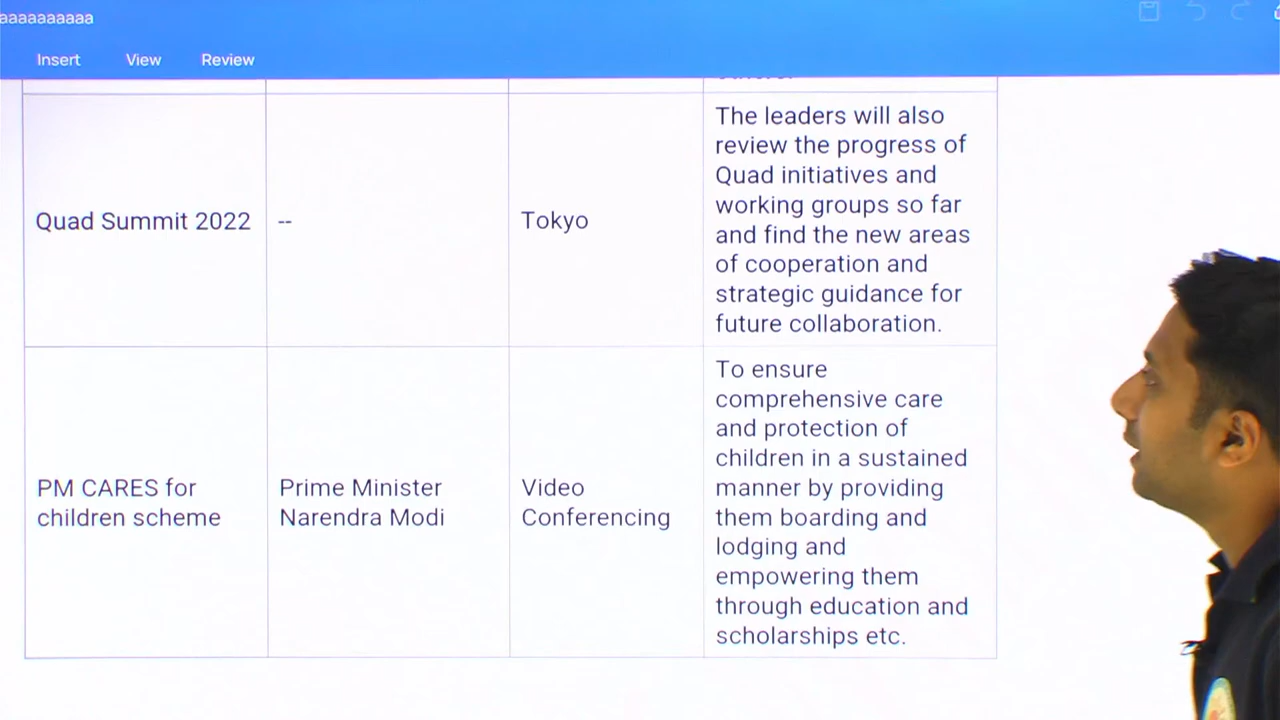 aaaaaaaaaa
Insert View Review
Quad Summit 2022
--
Tokyo
The leaders will also
review the progress of
Quad initiatives and
working groups so far
and find the new areas
of cooperation and
strategic guidance for
future collaboration.
PM CARES for
children scheme
Prime Minister
Narendra Modi
Video
Conferencing
To ensure
comprehensive care
and protection of
children in a sustained
manner by providing
them boarding and
lodging and
empowering them
through education and
scholarships etc.